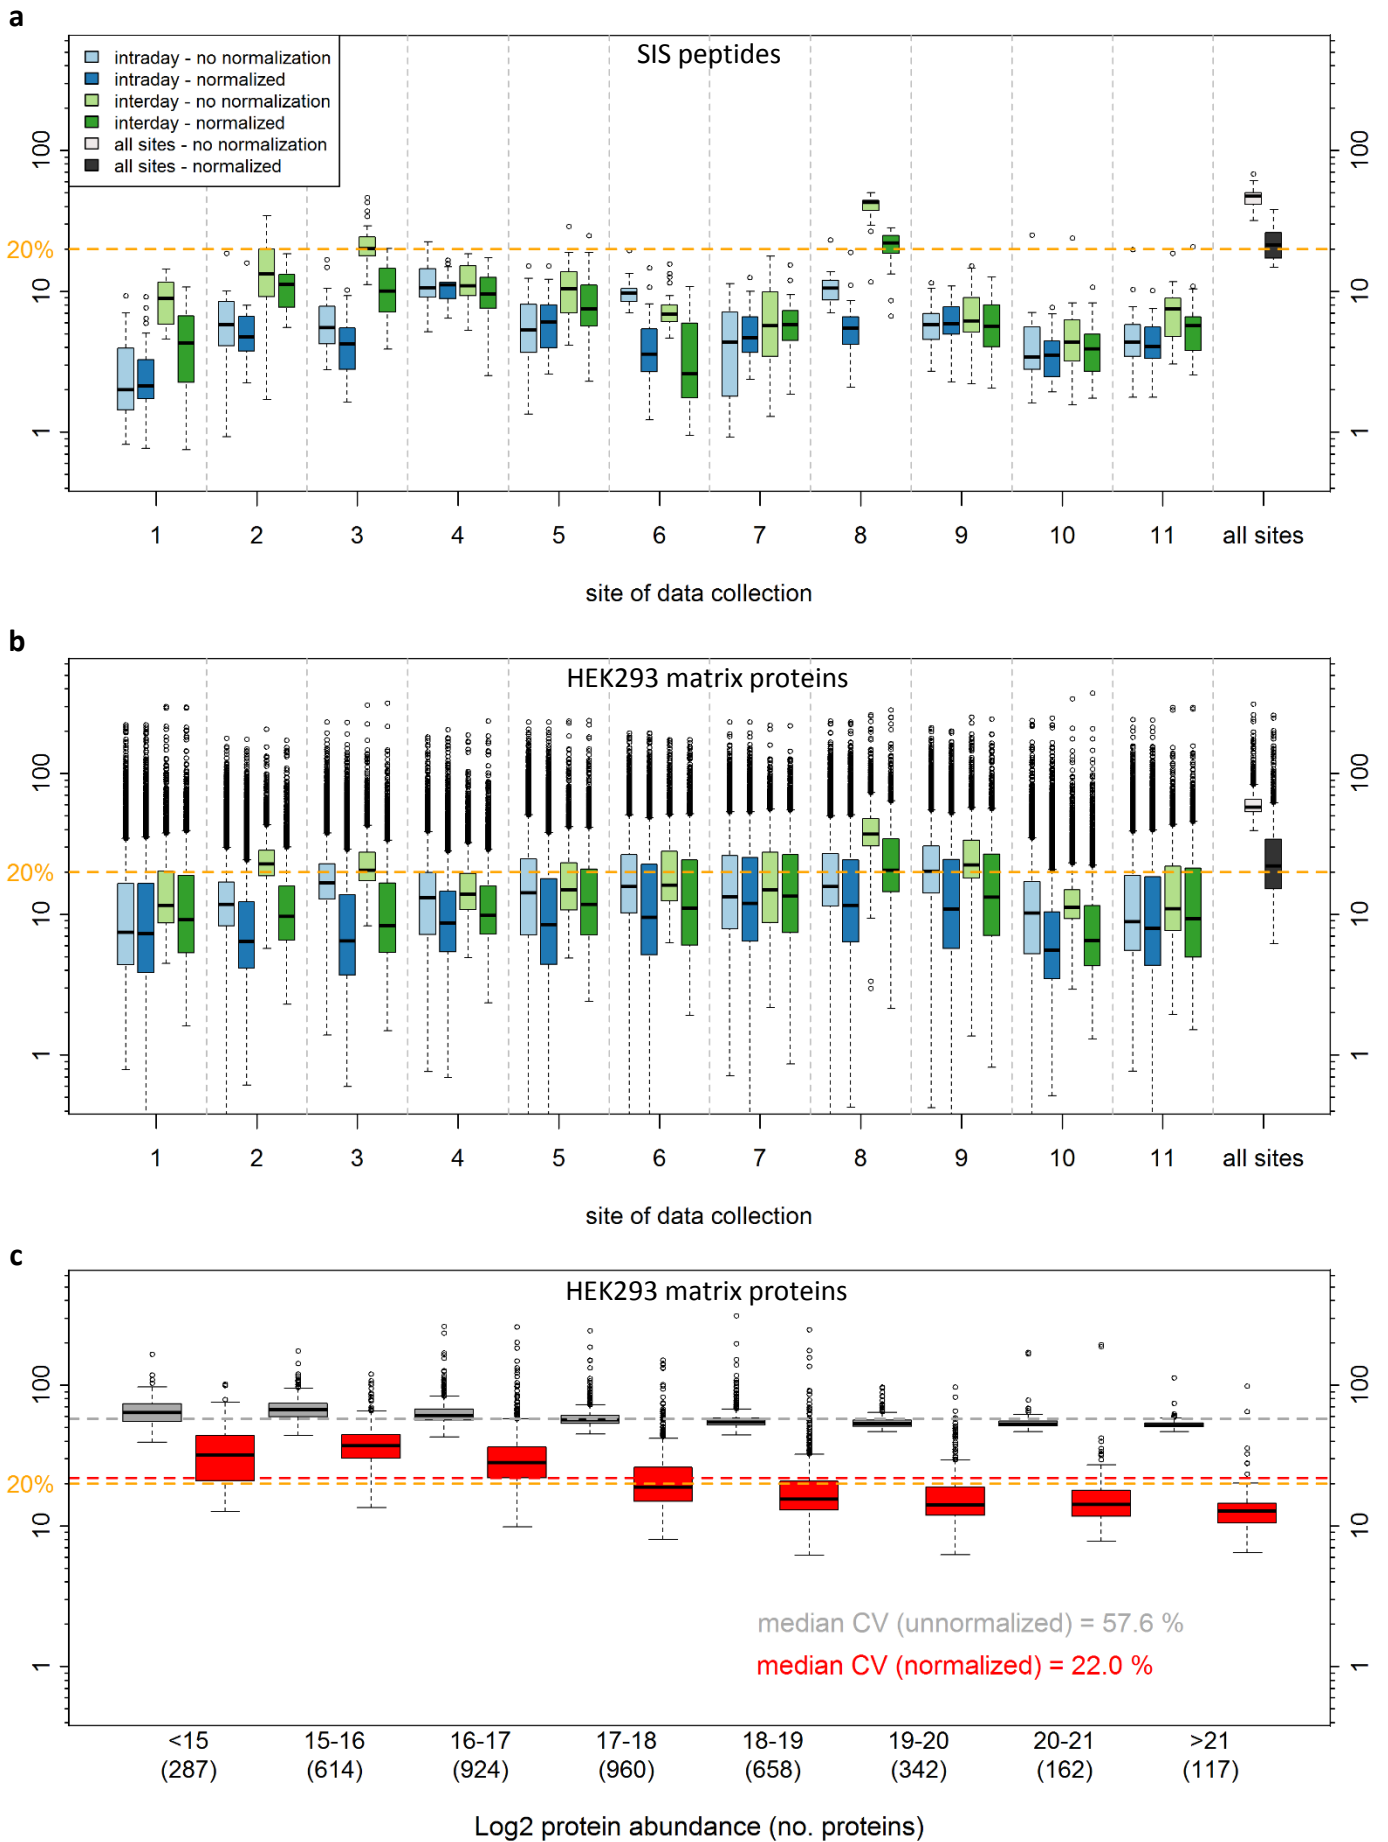 a
SIS peptides
intraday - no normalization
intraday - normalized
interday - no normalization
interday - normalized
all sites - no normalization
all sites - normalized
100
20%
10
1
100
10
1
1 2 3 4 5 6 7 8 9 10 11 all sites
site of data collection
b
HEK293 matrix proteins
100
20%
10
1
100
10
1
1 2 3 4 5 6 7 8 9 10 11 all sites
site of data collection
c
HEK293 matrix proteins
100
20%
10
1
100
10
1
median CV (unnormalized) = 57.6 %
median CV (normalized) = 22.0 %
<15 15-16 16-17 17-18 18-19 19-20 20-21 >21
(287) (614) (924) (960) (658) (342) (162) (117)
Log2 protein abundance (no. proteins)